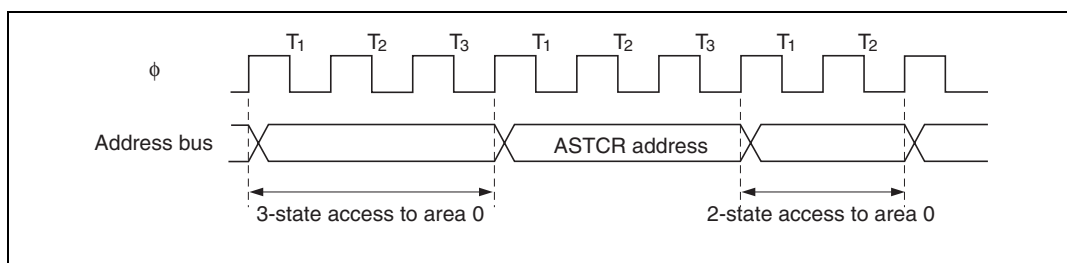 T1 T2 T3 T1 T2 T3 T1 T2
ϕ
Address bus ASTCR address
3-state access to area 0 2-state access to area 0